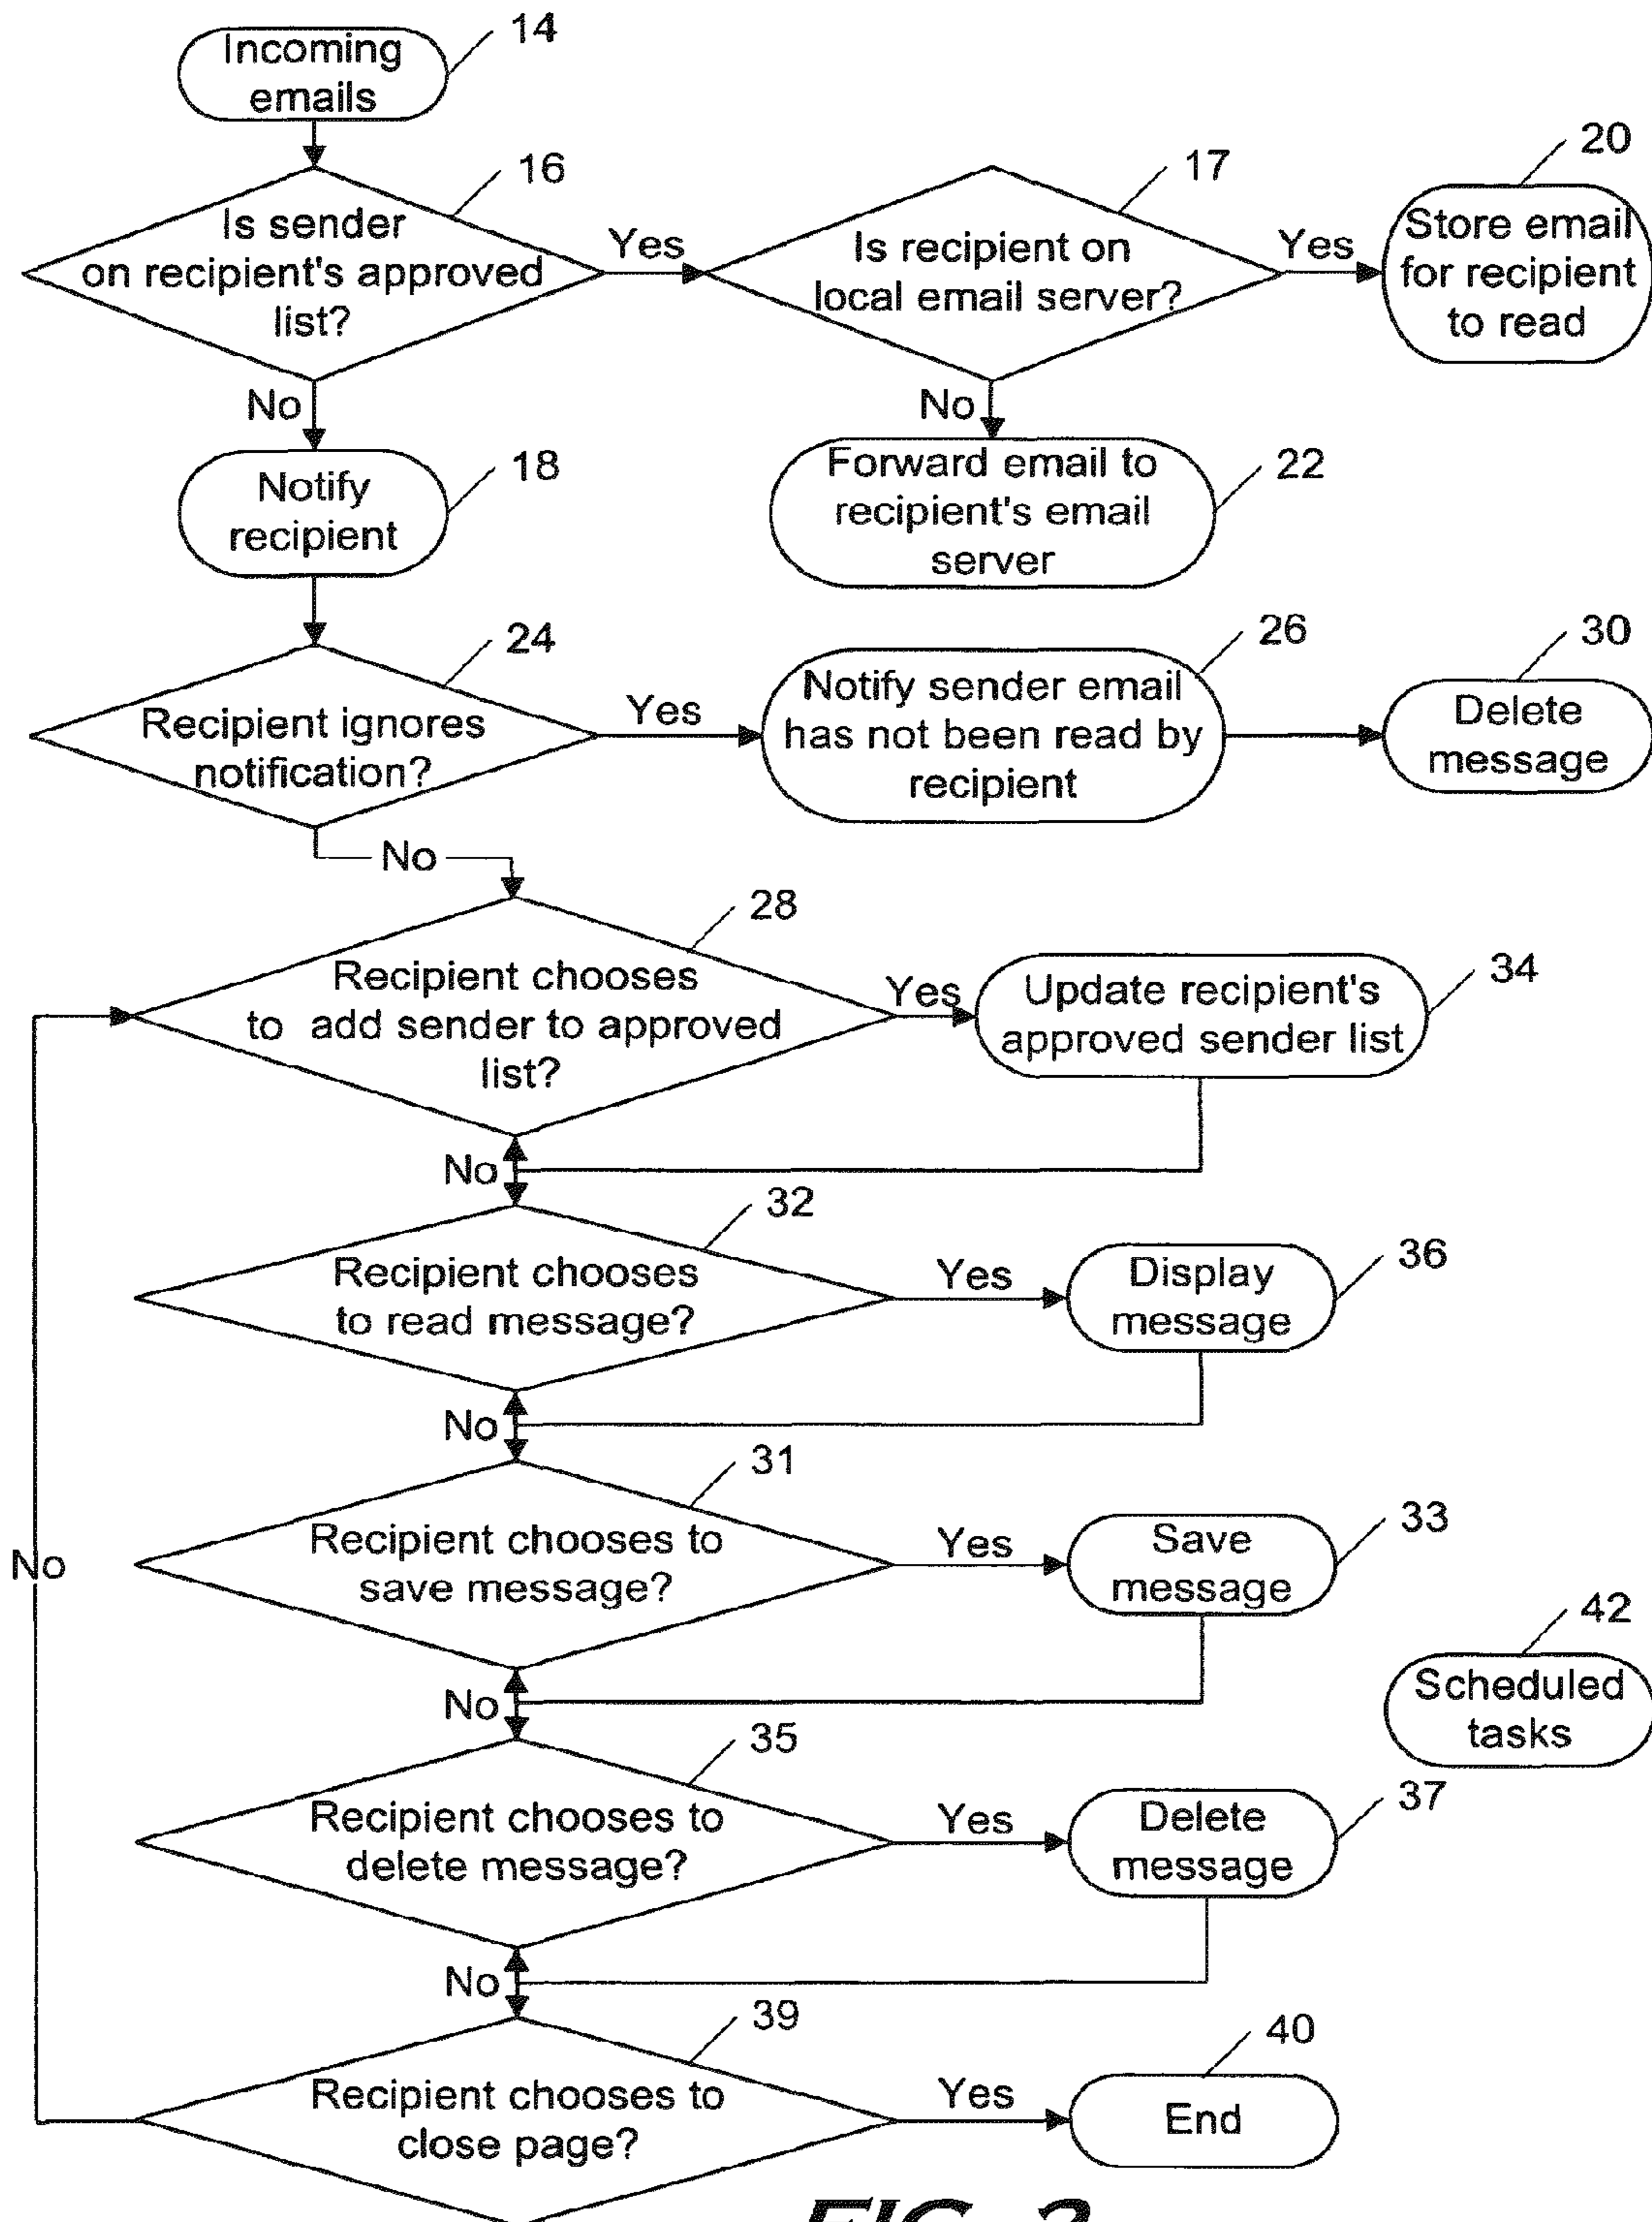 14
Incoming
emails
16
Is sender
on recipient's approved
list?
Yes
17
Is recipient on
local email server?
Yes
20
Store email
for recipient
to read
No
No
18
Notify
recipient
Forward email to
recipient's email
server
22
24
Recipient ignores
notification?
Yes
26
Notify sender email
has not been read by
recipient
30
Delete
message
No
28
Recipient chooses
to add sender to approved
list?
Yes
Update recipient's
approved sender list
34
No
32
Recipient chooses
to read message?
Yes
Display
message
36
No
31
Recipient chooses to
save message?
Yes
Save
message
33
No
42
Scheduled
tasks
No
35
Recipient chooses to
delete message?
Yes
Delete
message
37
No
39
Recipient chooses to
close page?
Yes
40
End